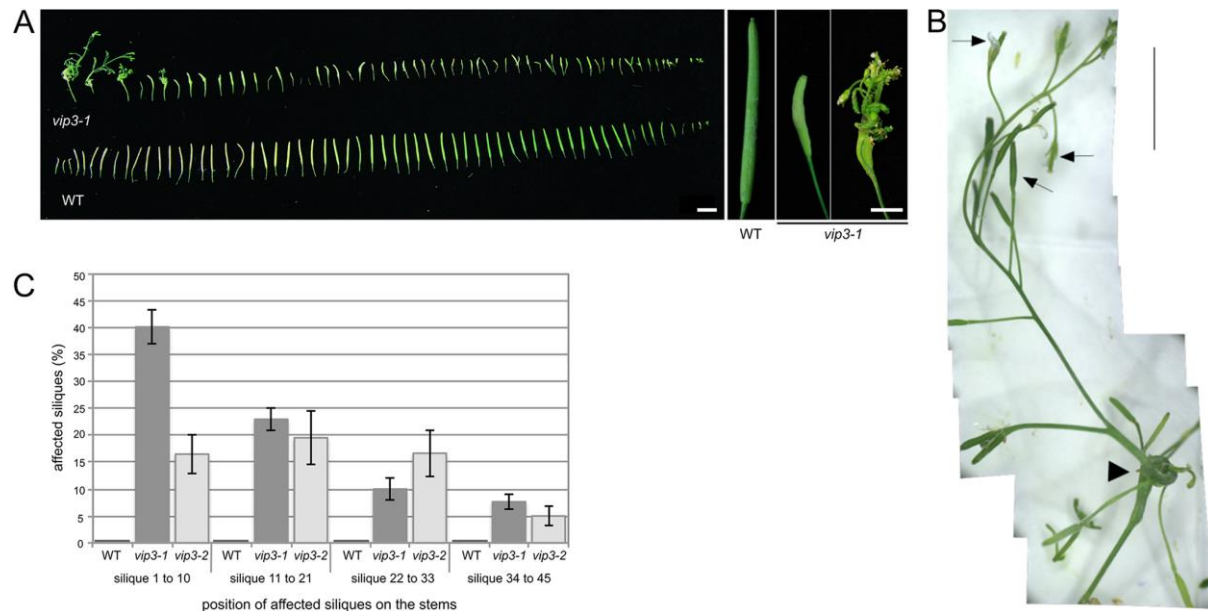 A
vip3-1
WT
WT
vip3-1
B
C
50
45
40
35
30
25
20
15
10
5
0
affected siliques (%)
WT vip3-1 vip3-2 WT vip3-1 vip3-2 WT vip3-1 vip3-2 WT vip3-1 vip3-2
silique 1 to 10 silique 11 to 21 silique 22 to 33 silique 34 to 45
position of affected siliques on the stems